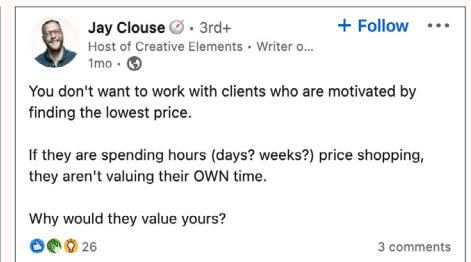 Jay Clouse • 3rd+
+ Follow
Host of Creative Elements • Writer o...
1mo •
You don't want to work with clients who are motivated by
finding the lowest price.
If they are spending hours (days? weeks?) price shopping,
they aren't valuing their OWN time.
Why would they value yours?
26
3 comments